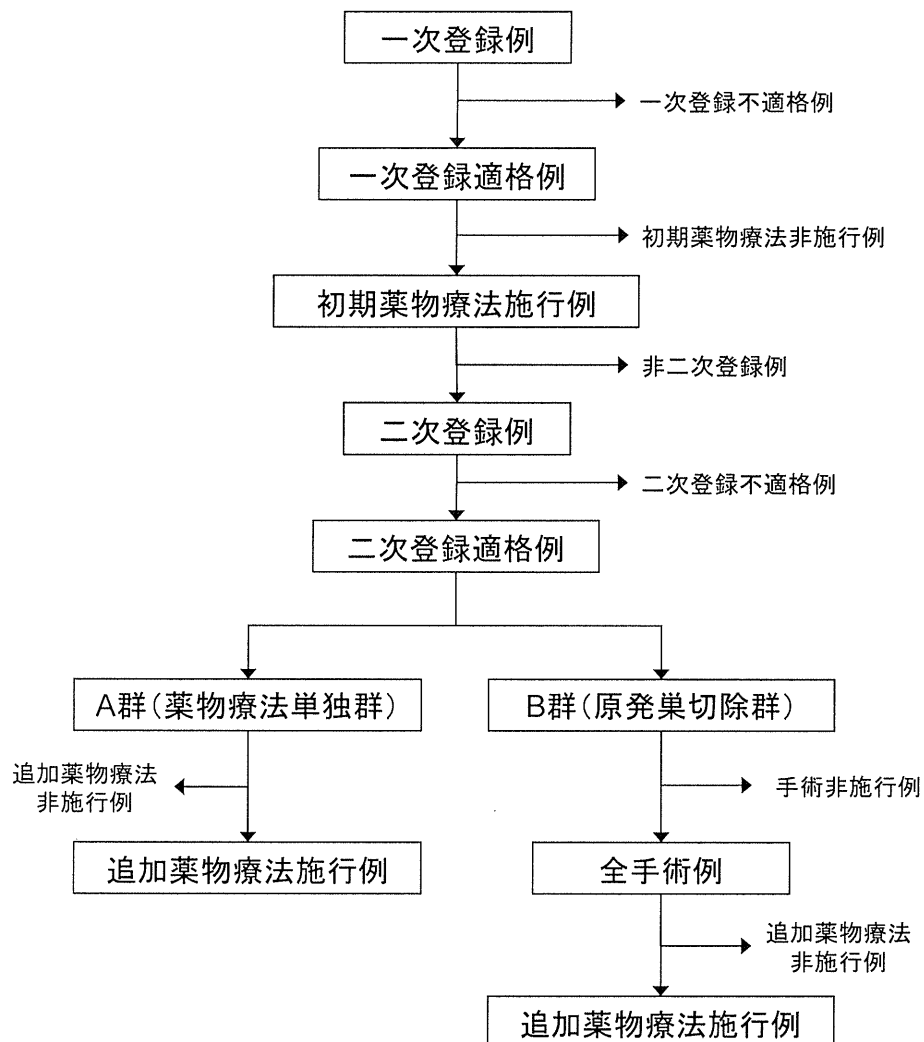 一次登録例
一次登録不適格例
一次登録適格例
初期薬物療法非施行例
初期薬物療法施行例
非二次登録例
二次登録例
二次登録不適格例
二次登録適格例
A群(薬物療法単独群)
B群(原発巣切除群)
追加薬物療法
非施行例
手術非施行例
追加薬物療法施行例
全手術例
追加薬物療法
非施行例
追加薬物療法施行例